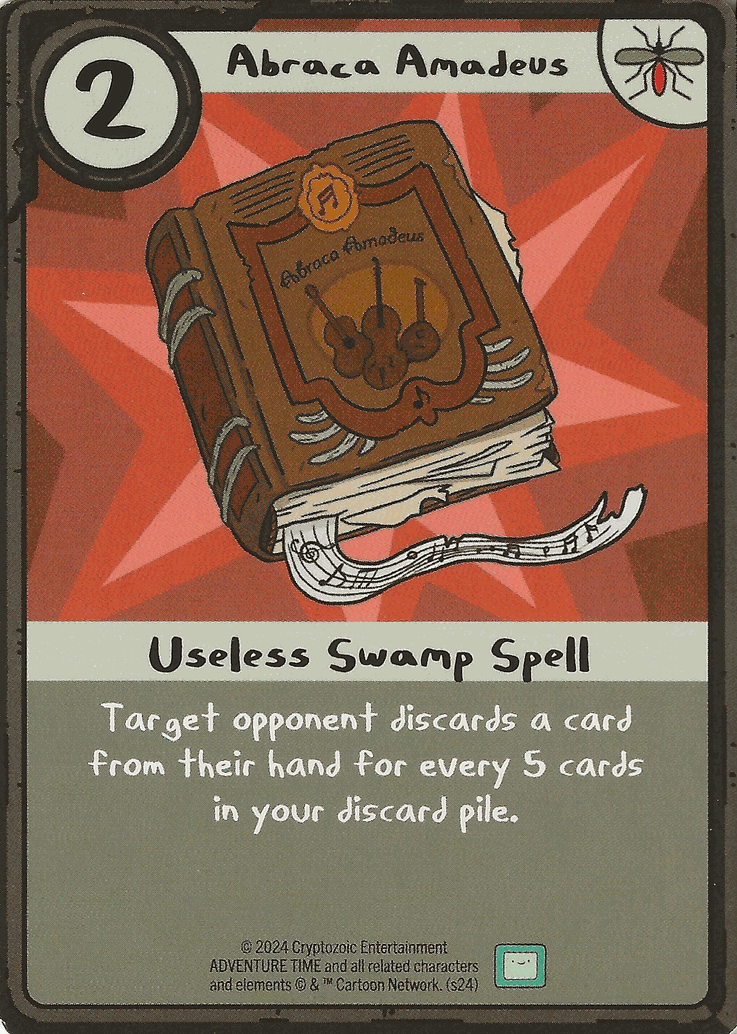 2
Abraca Amadeus
Abraca Amadeus
Useless Swamp Spell
Target opponent discards a card
from their hand for every 5 cards
in your discard pile.
© 2024 Cryptozoic Entertainment
ADVENTURE TIME and all related characters
and elements © & ™ Cartoon Network. (s24)